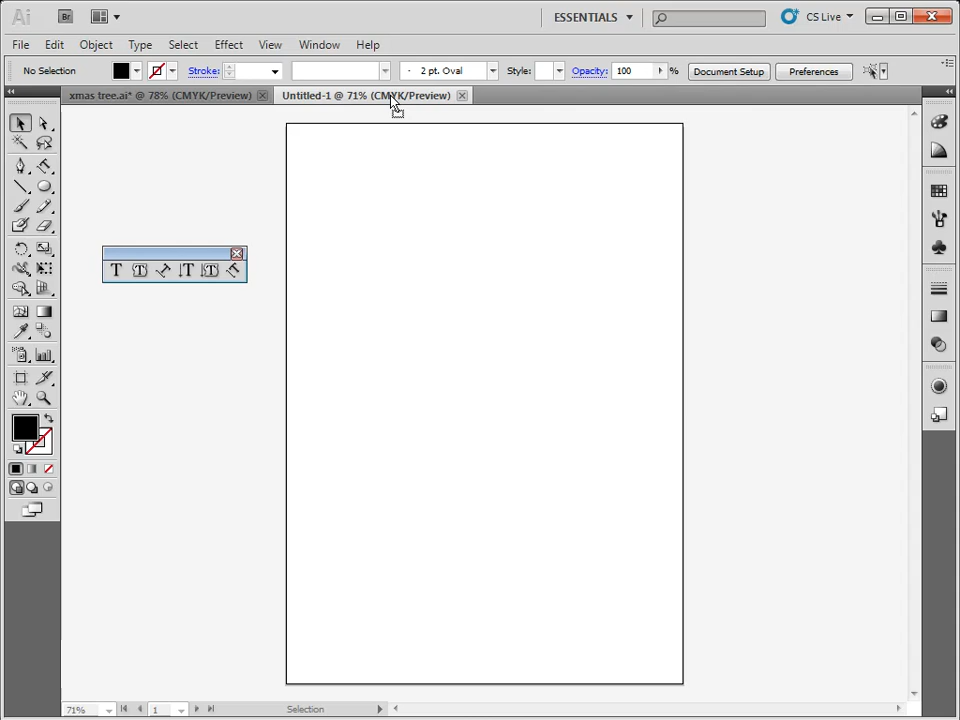 Ai Br ESSENTIALS CS Live
File Edit Object Type Select Effect View Window Help
No Selection Stroke: 2 pt. Oval Style: Opacity: 100 % Document Setup Preferences
xmas tree.ai* @ 78% (CMYK/Preview) Untitled-1 @ 71% (CMYK/Preview)
T T T T T T
71% 1 Selection